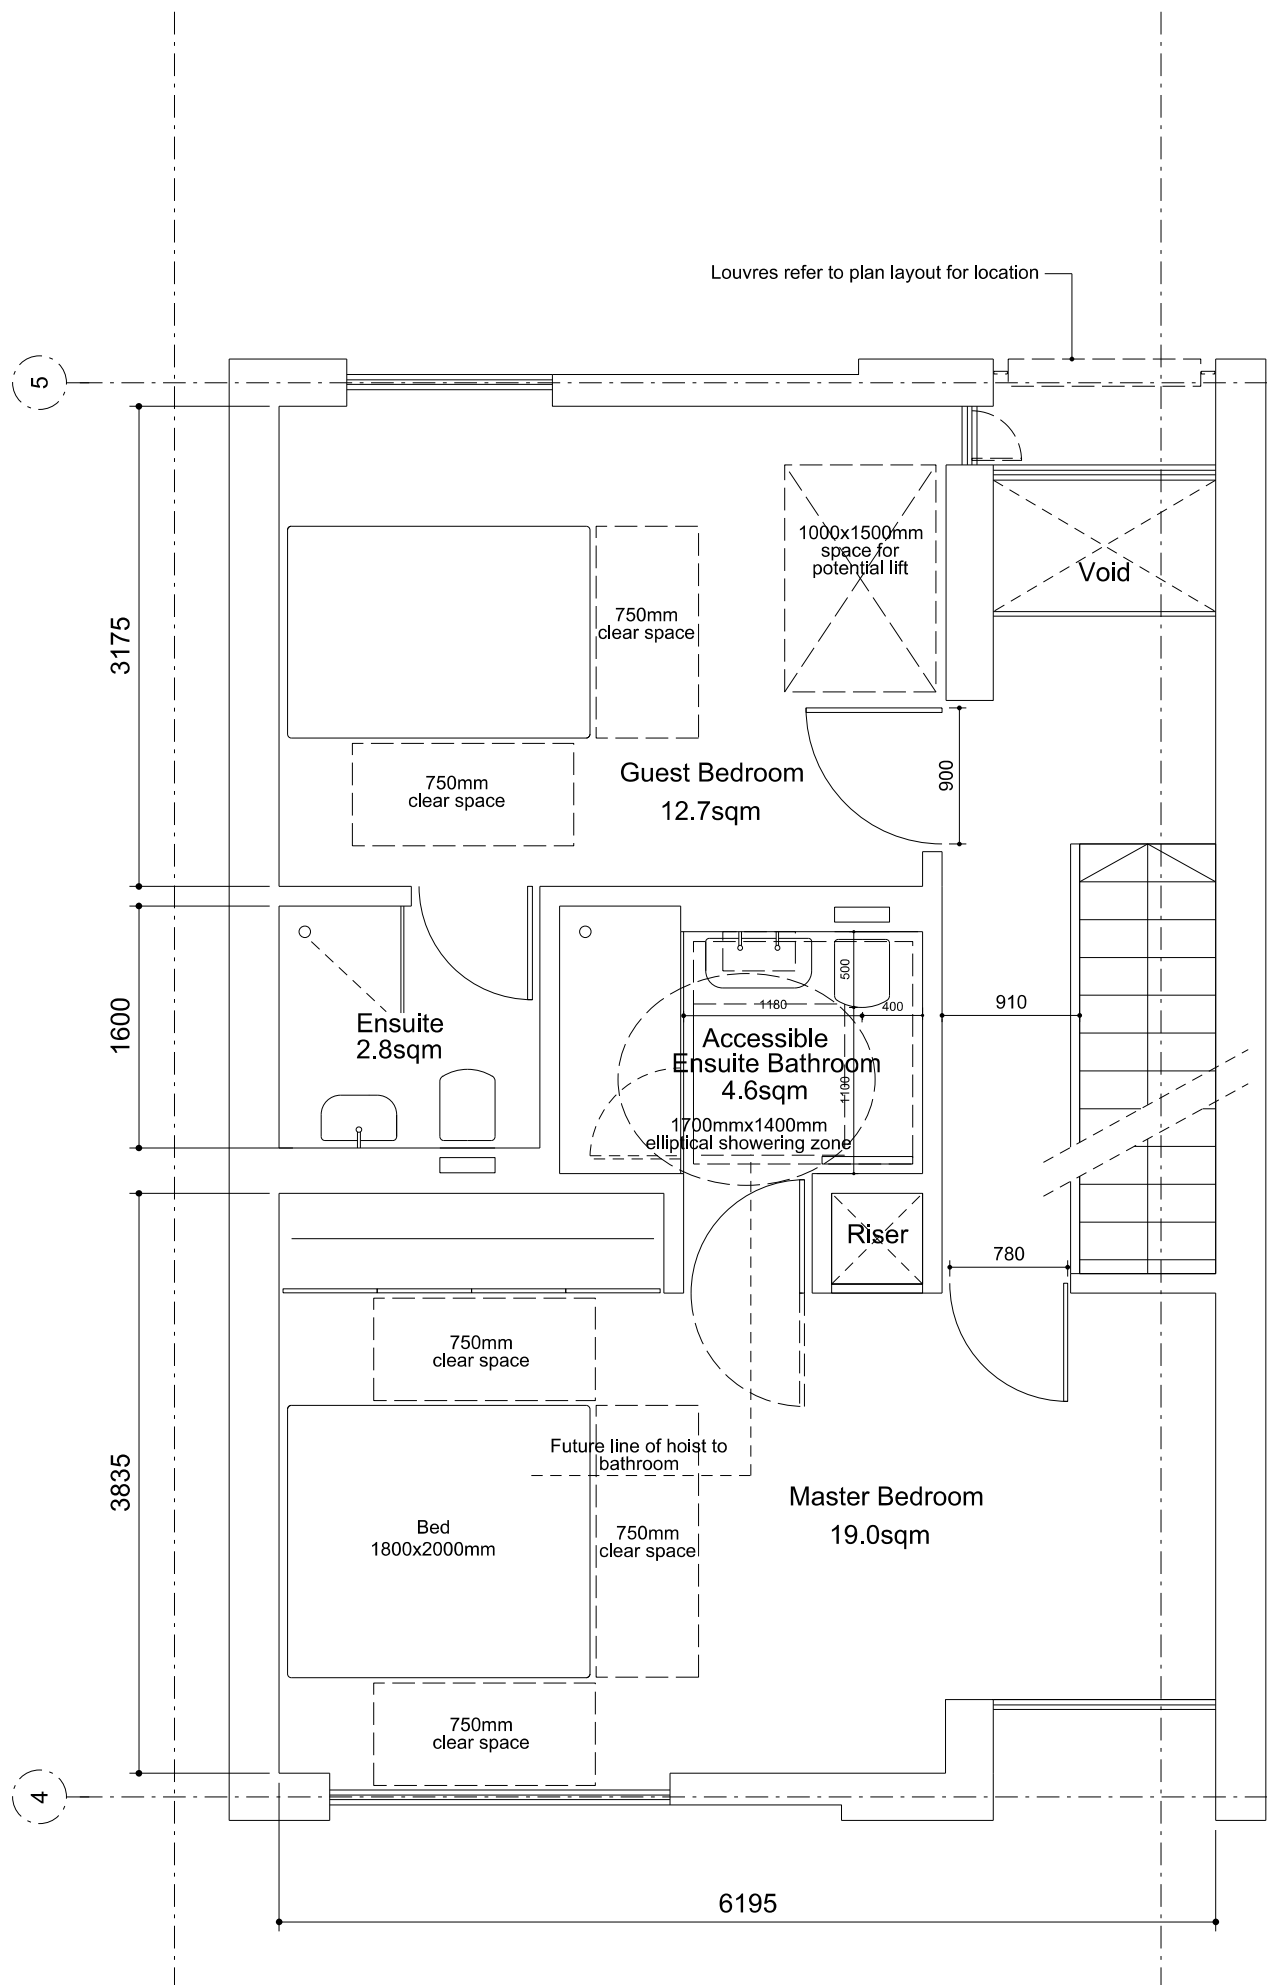 Louvres refer to plan layout for location
5
1000x1500mm
space for
potential lift
Void
750mm
clear space
3175
Guest Bedroom
12.7sqm
750mm
clear space
900
500
1180
400
910
1600
Ensuite
2.8sqm
Accessible
Ensuite Bathroom
4.6sqm
1100
1700mmx1400mm
elliptical showering zone
Riser
780
750mm
clear space
Future line of hoist to
bathroom
3835
Master Bedroom
19.0sqm
Bed
1800x2000mm
750mm
clear space
750mm
clear space
4
6195